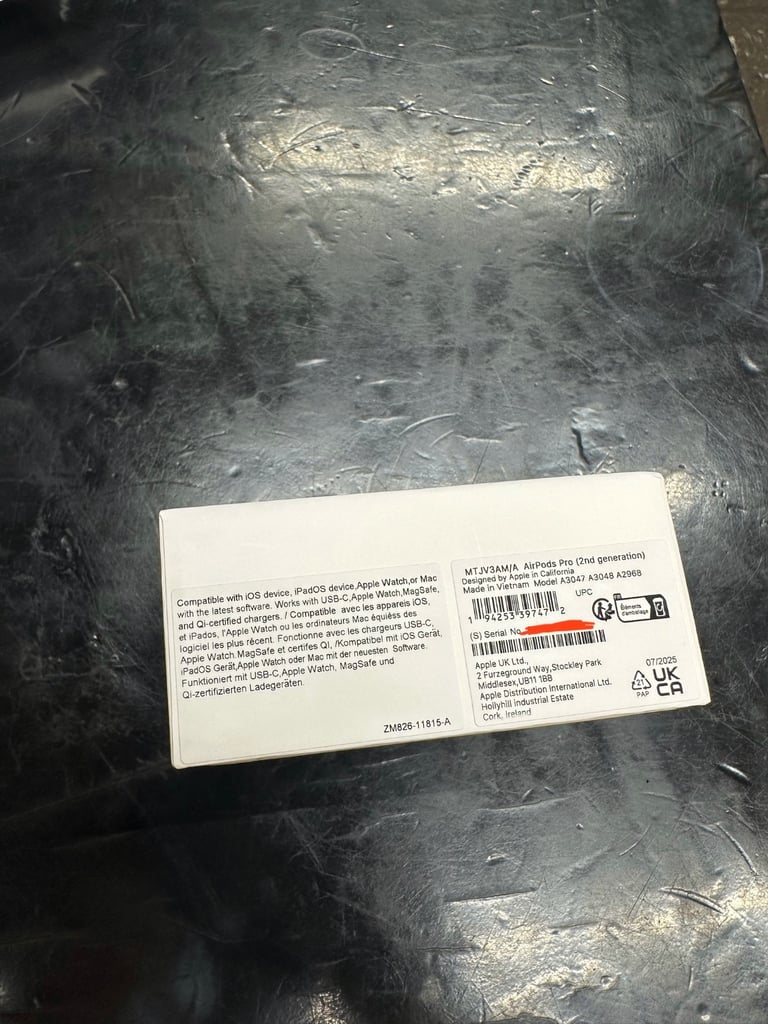 Compatible with iOS device, iPadOS device,Apple Watch,or Mac
with the latest software. Works with USB-C,Apple Watch,MagSafe,
and Qi-certified chargers. / Compatible avec les appareils iOS,
et iPados, l'Apple Watch ou les ordinateurs Mac équiéss des
logiciel les plus récent. Fonctionne avec les chargeurs USB-C,
Apple Watch.MagSafe et certifes QI, /Kompatibel mit iOS Gerät,
iPadOS Gerät,Apple Watch oder Mac mit der neuesten Software.
Funktioniert mit USB-C,Apple Watch, MagSafe und
Qi-zertifizierten Ladegeräten.
ZM826-11815-A
MTJV3AM/A AirPods Pro (2nd generation)
Designed by Apple in California
Made in Vietnam Model A3047 A3048 A2968
UPC
1 94253 39747 2
Éléments
d'emballage
(S) Serial No.
Apple UK Ltd.,
2 Furzeground Way,Stockley Park
Middlesex,UB11 1BB
Apple Distribution International Ltd.
Hollyhill industrial Estate
Cork, Ireland
07/2025
21
PAP
UK
CA